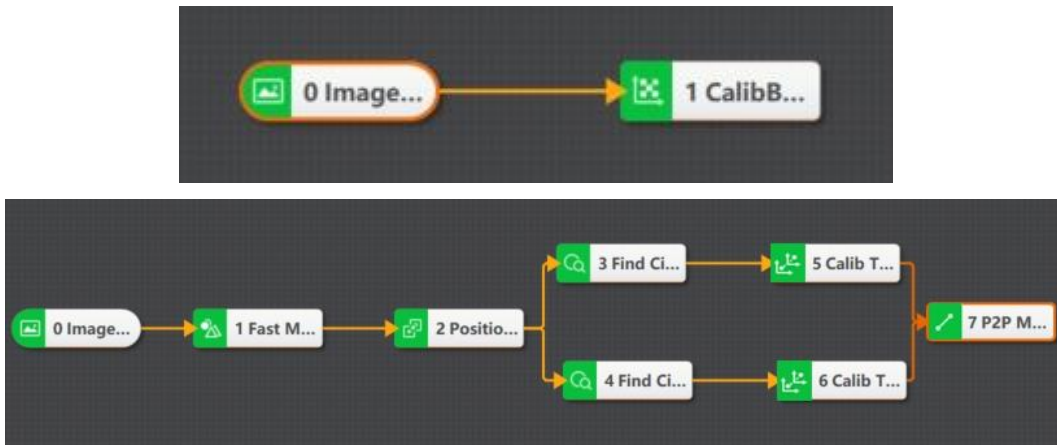 0 Image...
1 CalibB...
0 Image...
1 Fast M...
2 Positio...
3 Find Ci...
5 Calib T...
7 P2P M...
4 Find Ci...
6 Calib T...